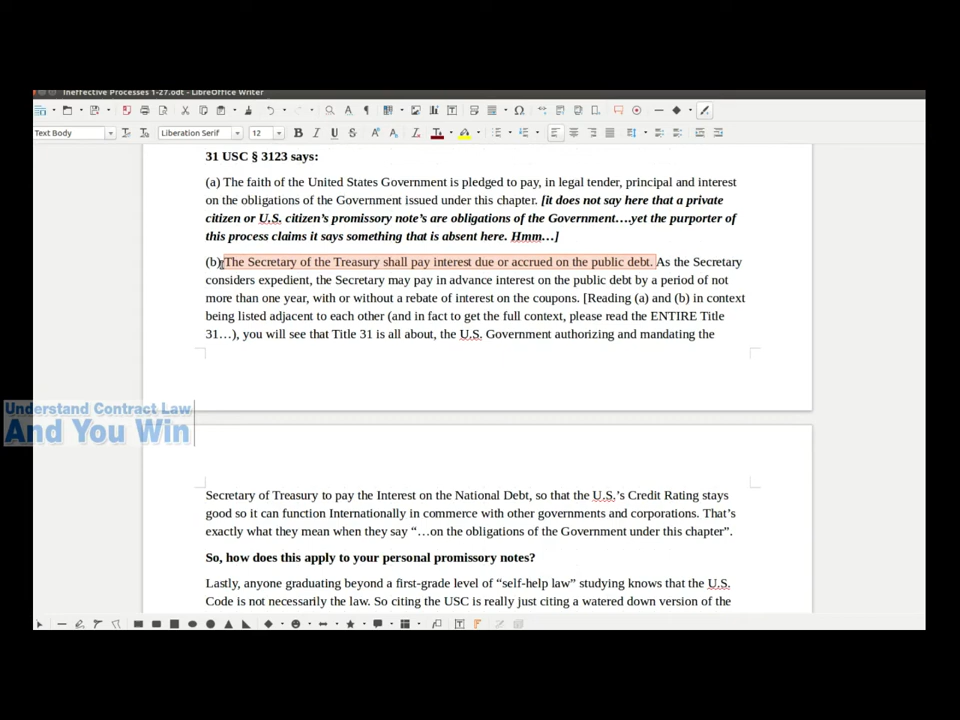 Ineffective Processes 1-27.odt - LibreOffice Writer
Text Body
Liberation Serif
12
31 USC § 3123 says:
(a) The faith of the United States Government is pledged to pay, in legal tender, principal and interest
on the obligations of the Government issued under this chapter. [it does not say here that a private
citizen or U.S. citizen’s promissory note’s are obligations of the Government….yet the purporter of
this process claims it says something that is absent here. Hmm…]
(b) The Secretary of the Treasury shall pay interest due or accrued on the public debt. As the Secretary
considers expedient, the Secretary may pay in advance interest on the public debt by a period of not
more than one year, with or without a rebate of interest on the coupons. [Reading (a) and (b) in context
being listed adjacent to each other (and in fact to get the full context, please read the ENTIRE Title
31…), you will see that Title 31 is all about, the U.S. Government authorizing and mandating the
Understand Contract Law
And You Win
Secretary of Treasury to pay the Interest on the National Debt, so that the U.S.’s Credit Rating stays
good so it can function Internationally in commerce with other governments and corporations. That’s
exactly what they mean when they say “…on the obligations of the Government under this chapter”.
So, how does this apply to your personal promissory notes?
Lastly, anyone graduating beyond a first-grade level of “self-help law” studying knows that the U.S.
Code is not necessarily the law. So citing the USC is really just citing a watered down version of the